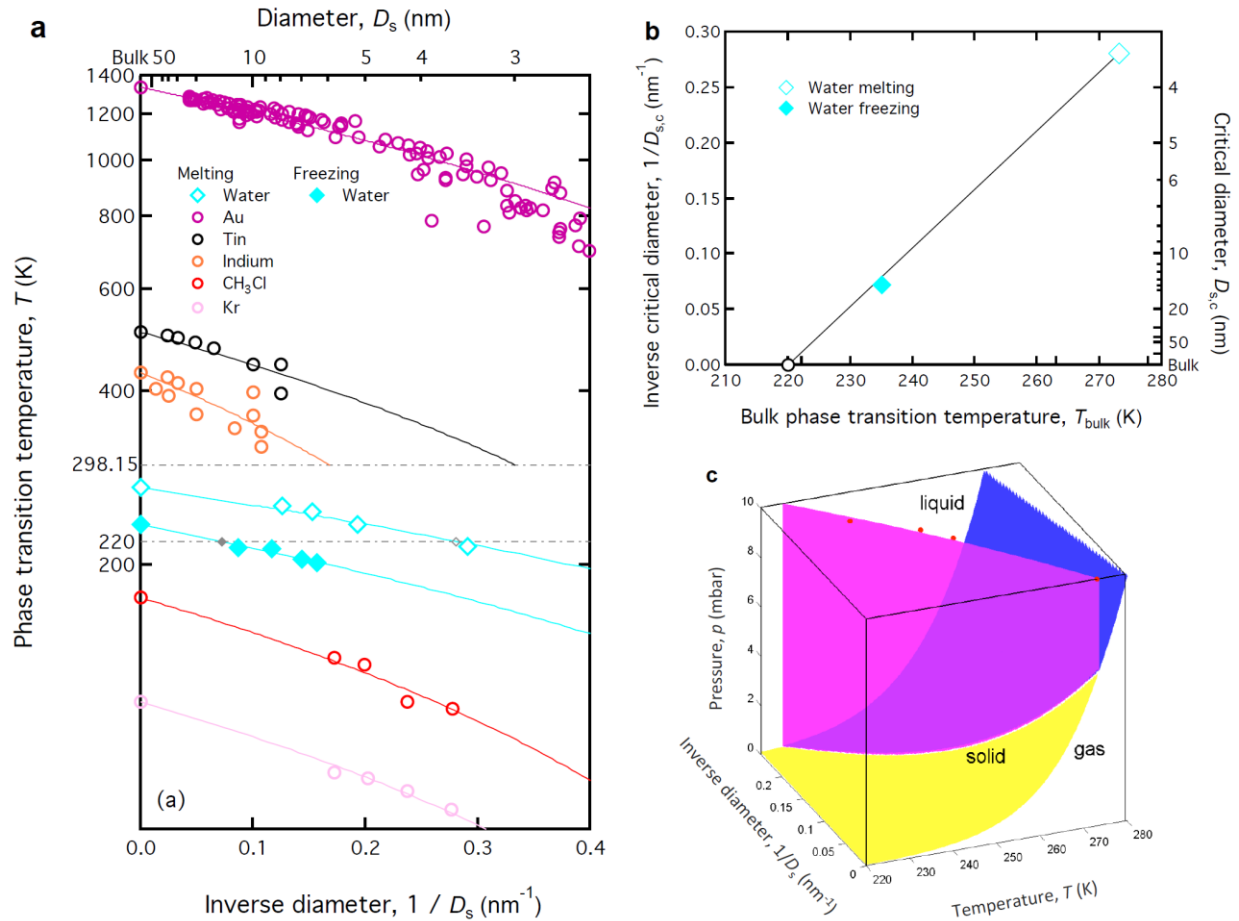 a
Diameter, Ds (nm)
Bulk 50 10 5 4 3
1400
1200
1000
800
600
400
298.15
220
200
Phase transition temperature, T (K)
Melting Freezing
Water Water
Au
Tin
Indium
CH3Cl
Kr
(a)
0.0 0.1 0.2 0.3 0.4
Inverse diameter, 1 / Ds (nm-1)
b
0.30
0.25
0.20
0.15
0.10
0.05
0.00
Inverse critical diameter, 1/Ds,c (nm-1)
Water melting
Water freezing
4
5
6
10
20
50
Bulk
Critical diameter, Ds,c (nm)
210 220 230 240 250 260 270 280
Bulk phase transition temperature, Tbulk (K)
c
10
8
6
4
2
0
Pressure, p (mbar)
liquid
solid
gas
0.2
0.15
0.1
0.05
0
Inverse diameter, 1/Ds (nm-1)
220 230 240 250 260 270 280
Temperature, T (K)